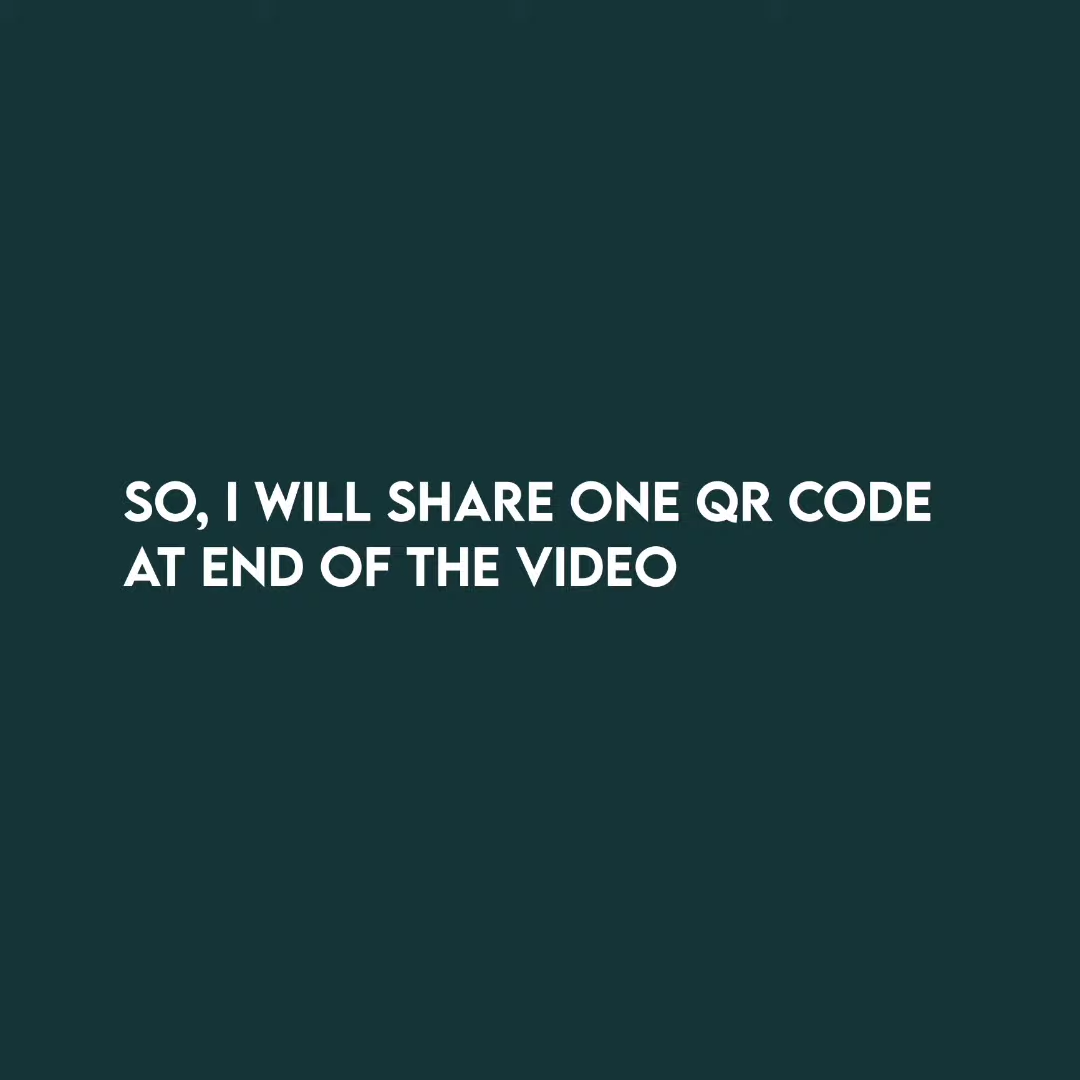 SO, I WILL SHARE ONE QR CODE
AT END OF THE VIDEO